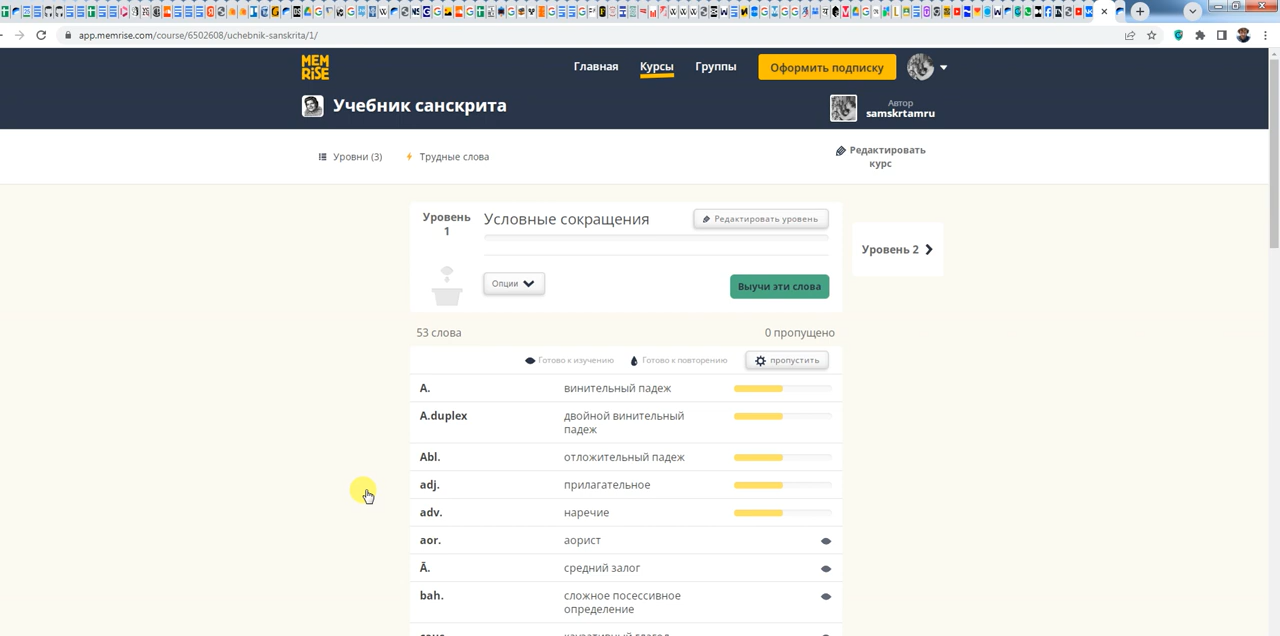 app.memrise.com/course/6502608/uchebnik-sanskrita/1/
MEM
RiSE
Главная
Курсы
Группы
Оформить подписку
Учебник санскрита
Автор
samskrtamru
Уровни (3)
Трудные слова
Редактировать
курс
Уровень
1
Условные сокращения
Редактировать уровень
Уровень 2
Опции
Выучи эти слова
53 слова
0 пропущено
Готово к изучению
Готово к повторению
пропустить
A.
винительный падеж
A.duplex
двойной винительный
падеж
Abl.
отложительный падеж
adj.
прилагательное
adv.
наречие
aor.
аорист
Ā.
средний залог
bah.
сложное посессивное
определение